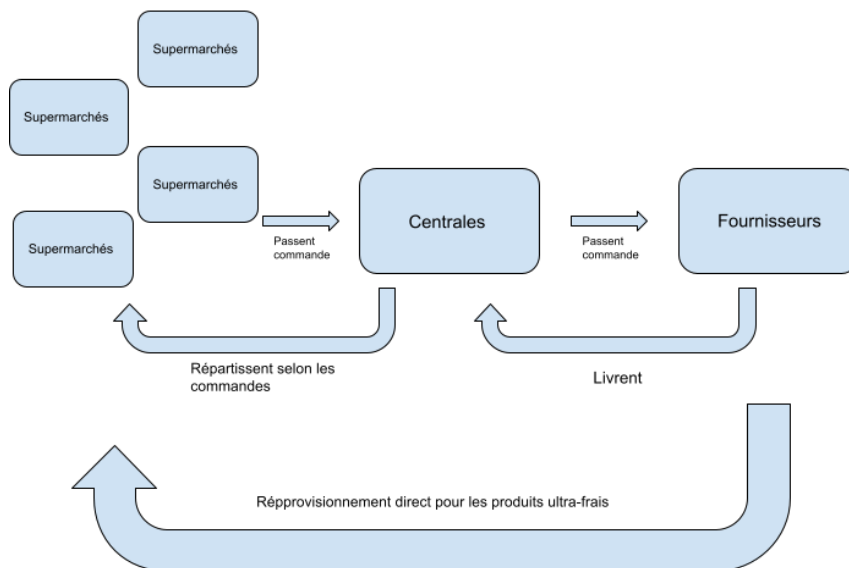 Supermarchés
Supermarchés
Supermarchés
Supermarchés
Centrales
Fournisseurs
Passent
commande
Passent
commande
Répartissent selon les
commandes
Livrent
Répprovisionnement direct pour les produits ultra-frais